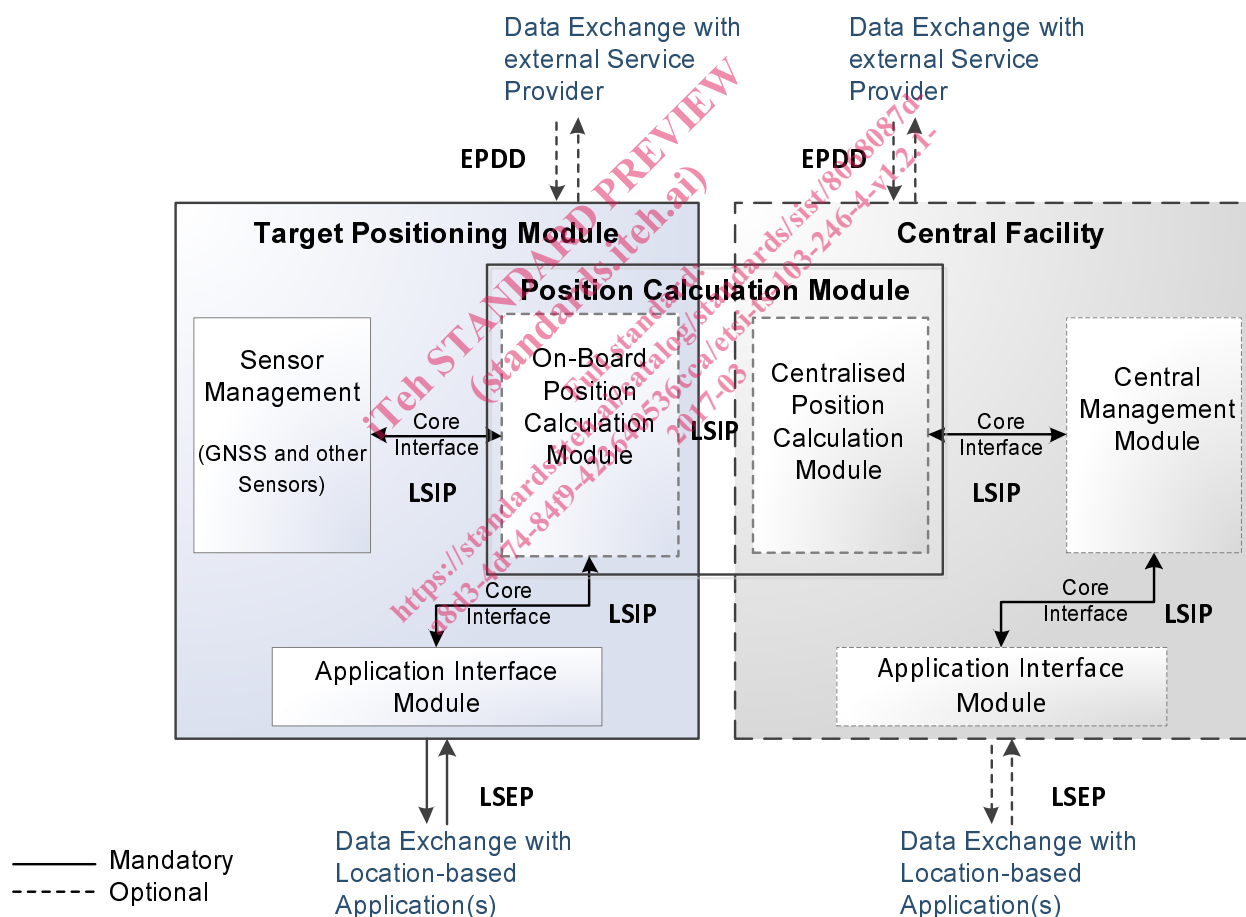 Data Exchange with
external Service
Provider
Data Exchange with
external Service
Provider
EPDD
EPDD
Target Positioning Module
Central Facility
Position Calculation Module
Sensor
Management
(GNSS and other
Sensors)
Core
Interface
LSIP
On-Board
Position
Calculation
Module
LSIP
Centralised
Position
Calculation
Module
Core
Interface
LSIP
Central
Management
Module
Core
Interface
LSIP
Core
Interface
LSIP
Application Interface
Module
Application Interface
Module
LSEP
LSEP
Data Exchange with
Location-based
Application(s)
Data Exchange with
Location-based
Application(s)
Mandatory
Optional
iTeh STANDARD PREVIEW
(standards.iteh.ai)
Full standard:
2017-03